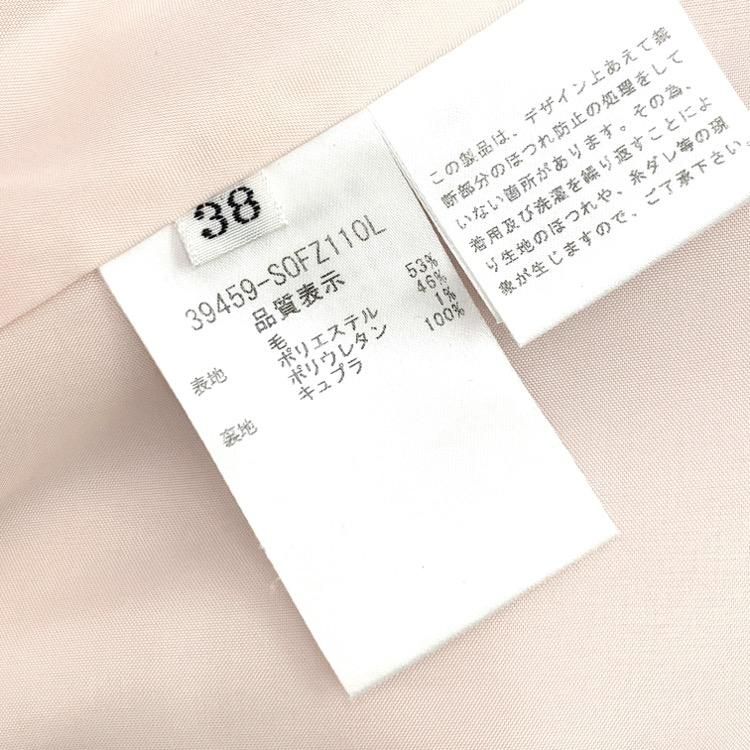 38
39459-SOFZ110L
品質表示
表地 毛 53%
ポリエステル 46%
ポリウレタン 1%
裏地 キュプラ 100%
この製品は、デザイン上あえて裁
断部分のほつれ防止の処理をして
いない箇所があります。その為、
着用及び洗濯を繰り返すことによ
り生地のほつれや、糸ダレ等の現
象が生じますので、ご了承下さい。